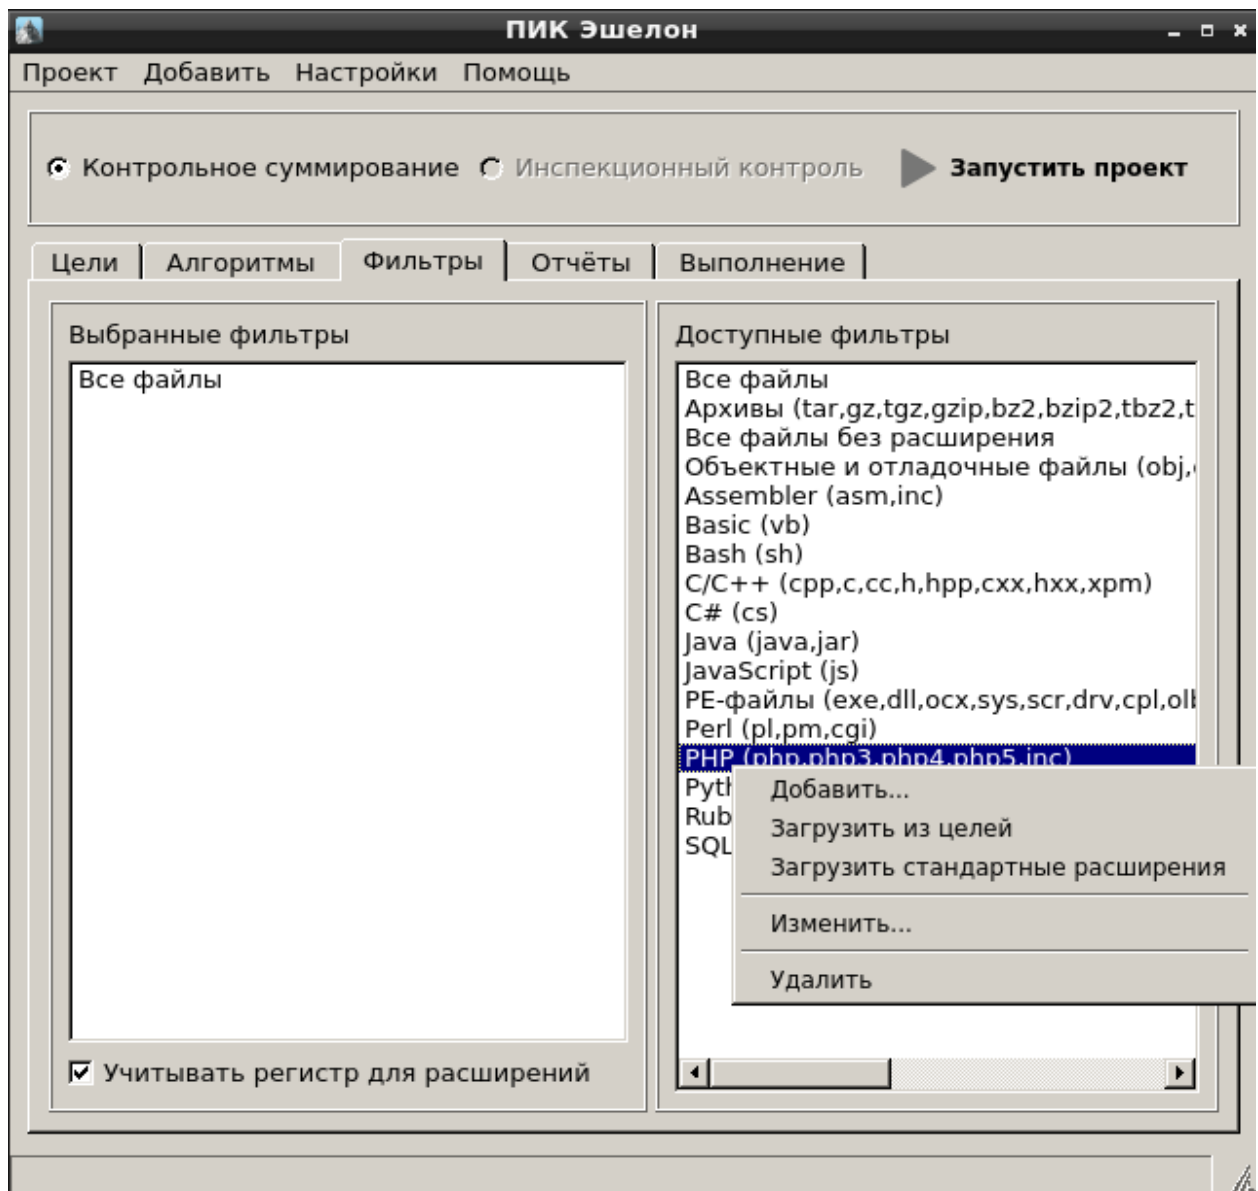 ПИК Эшелон
Проект Добавить Настройки Помощь
Контрольное суммирование Инспекционный контроль Запустить проект
Цели Алгоритмы Фильтры Отчёты Выполнение
Выбранные фильтры
Все файлы
Учитывать регистр для расширений
Доступные фильтры
Все файлы
Архивы (tar,gz,tgz,gzip,bz2,bzip2,tbz2,t
Все файлы без расширения
Объектные и отладочные файлы (obj,
Assembler (asm,inc)
Basic (vb)
Bash (sh)
C/C++ (cpp,c,cc,h,hpp,cxx,hxx,xpm)
C# (cs)
Java (java,jar)
JavaScript (js)
PE-файлы (exe,dll,ocx,sys,scr,drv,cpl,olb
Perl (pl,pm,cgi)
PHP (php,php3,php4,php5,inc)
Pyth
Rub
SQL
Добавить...
Загрузить из целей
Загрузить стандартные расширения
Изменить...
Удалить